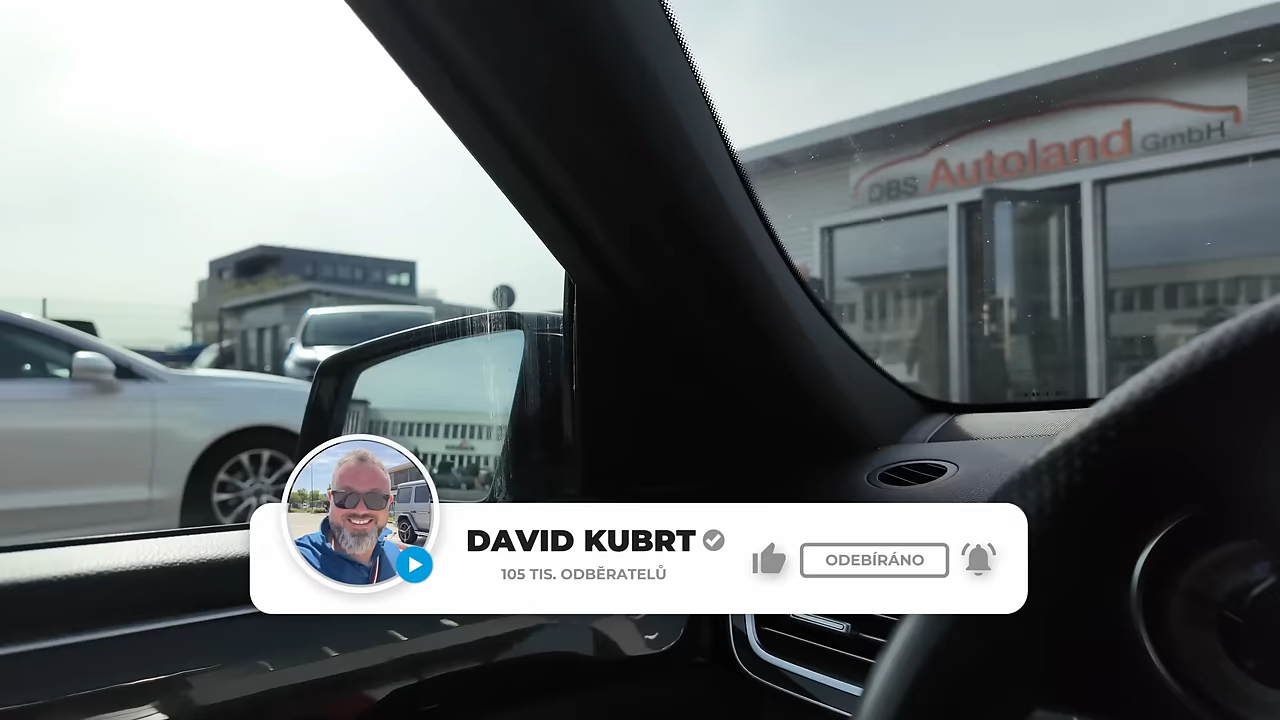 DBS Autoland GmbH
DAVID KUBRT
105 TIS. ODBĚRATELŮ
ODEBÍRÁNO